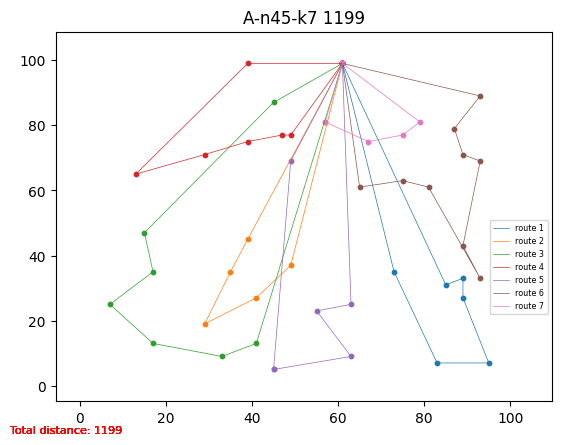 A-n45-k7 1199
100
80
60
40
20
0
0 20 40 60 80 100
route 1
route 2
route 3
route 4
route 5
route 6
route 7
Total distance: 1199